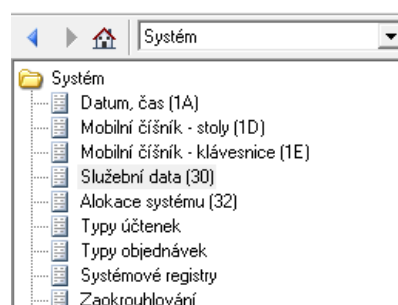 Systém
Systém
Datum, čas (1A)
Mobilní číšník - stoly (1D)
Mobilní číšník - klávesnice (1E)
Služební data (30)
Alokace systému (32)
Typy účtenek
Typy objednávek
Systémové registry
Zaokrouhlování